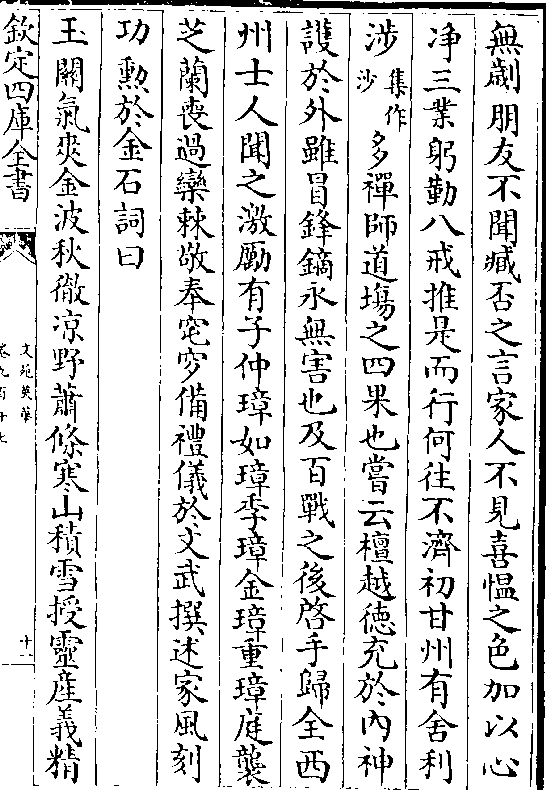 無劌朋友不聞臧否之言家人不見喜愠之色加以心
凈三業躬勤八戒推是而行何往不濟初甘州有舍利
涉集作沙多禪師道塲之四果也嘗云檀越德充於內神
護於外雖冒鋒鏑永無害也及百戰之後啓手歸全西
州士人聞之激勵有子仲璋如璋季璋金璋重璋庭襲
芝蘭喪過欒棘敬奉窀穸備禮儀於文武撰述家風刻
功勲於金石詞曰
玉關氣爽金波秋徹凉野蕭條寒山積雪授靈産義精
欽定四庫全書
文苑英華
卷九百十七
十一